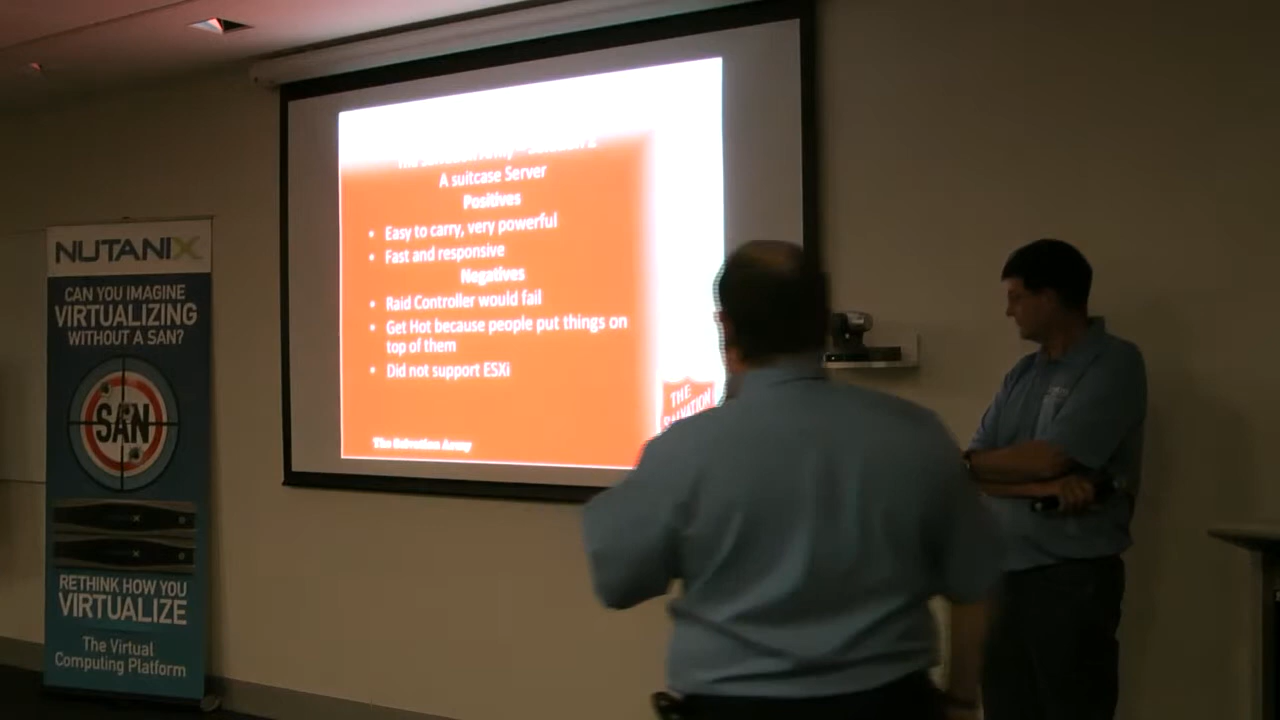 NUTANIX
CAN YOU IMAGINE
VIRTUALIZING
WITHOUT A SAN?
SAN
RETHINK HOW YOU
VIRTUALIZE
The Virtual
Computing Platform
A suitcase Server
Positives
• Easy to carry, very powerful
• Fast and responsive
Negatives
• Raid Controller would fail
• Get Hot because people put things on
top of them
• Did not support ESXi
The Salvation Army
THE
SALVATION